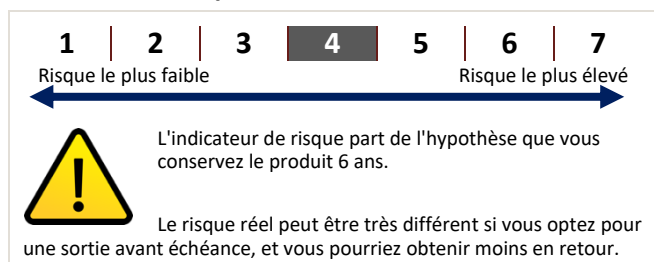 1 2 3 4 5 6 7
Risque le plus faible Risque le plus élevé
L'indicateur de risque part de l'hypothèse que vous
conservez le produit 6 ans.
Le risque réel peut être très différent si vous optez pour
une sortie avant échéance, et vous pourriez obtenir moins en retour.